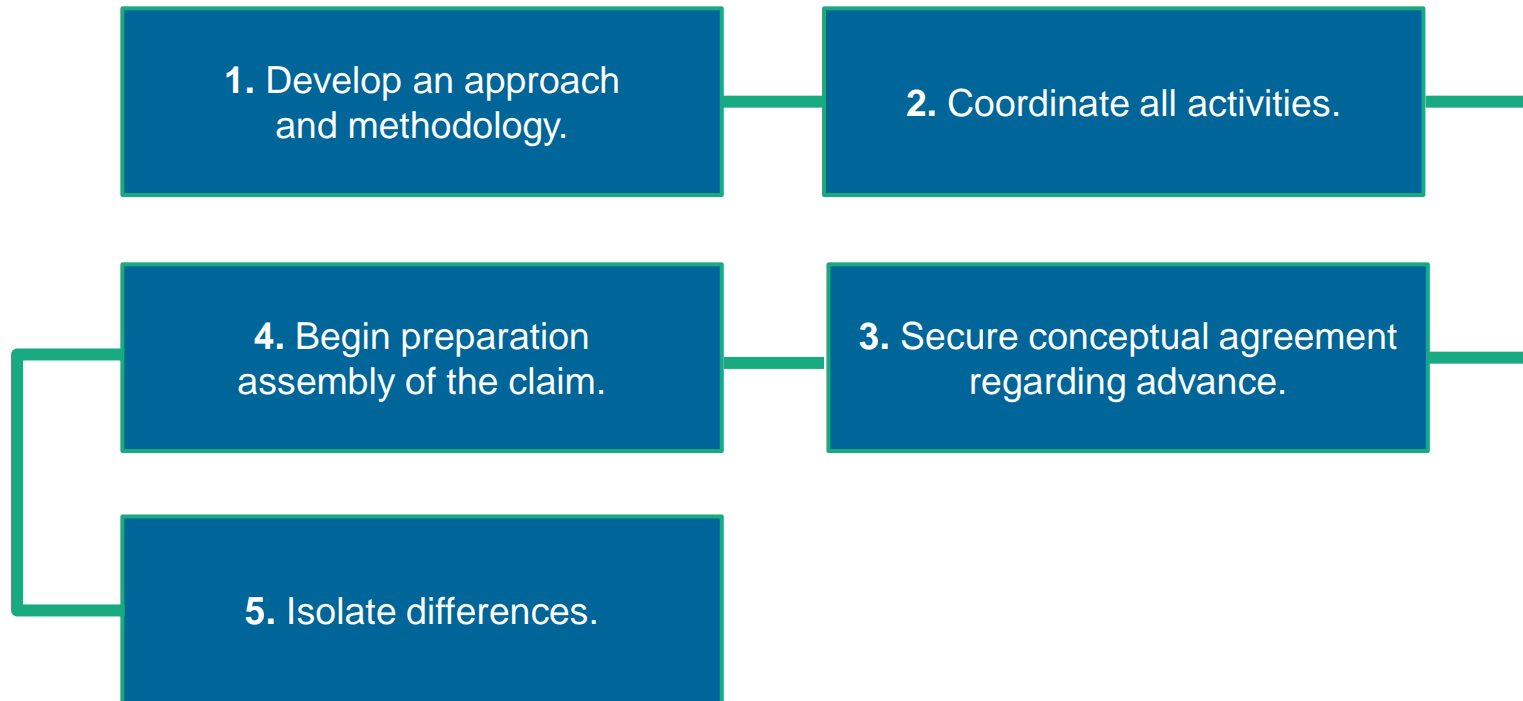 1. Develop an approach
and methodology.
2. Coordinate all activities.
3. Secure conceptual agreement
regarding advance.
4. Begin preparation
assembly of the claim.
5. Isolate differences.